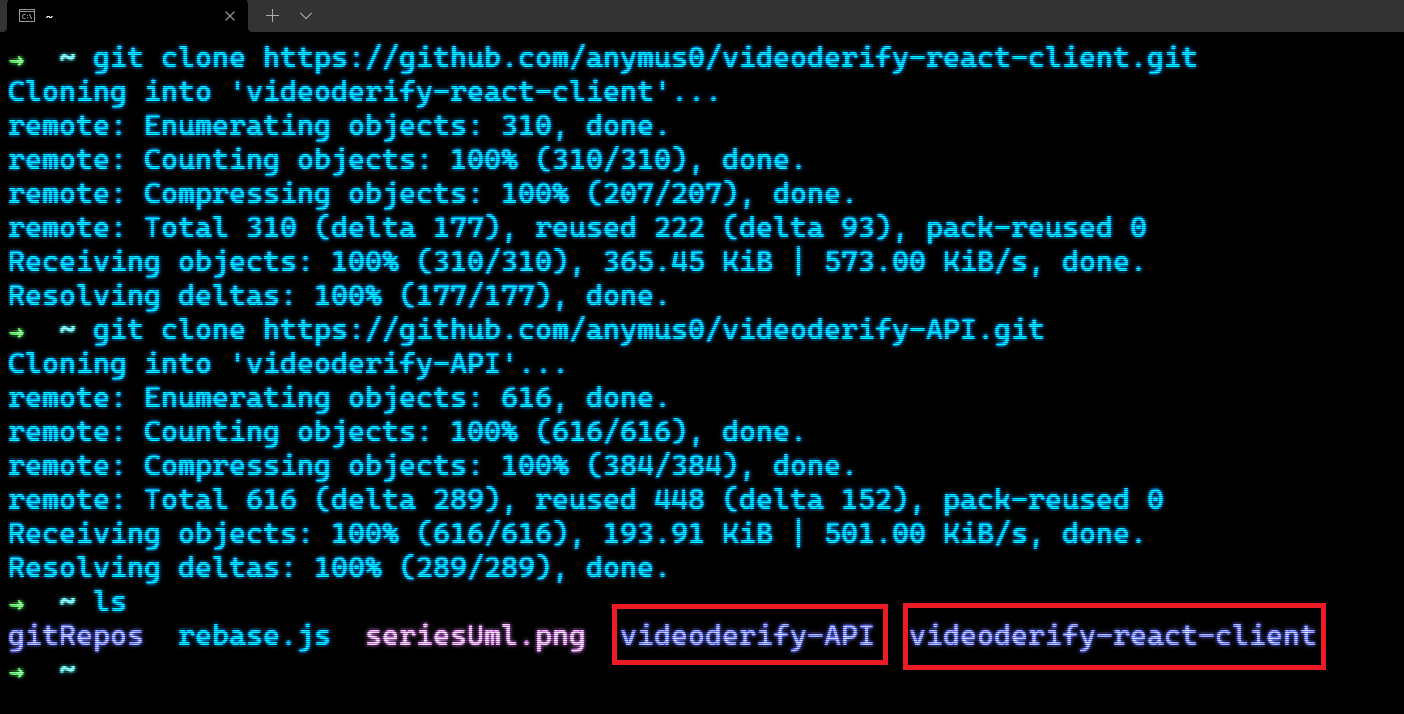 ~
→ ~ git clone https://github.com/anymus0/videoderify-react-client.git
Cloning into 'videoderify-react-client'...
remote: Enumerating objects: 310, done.
remote: Counting objects: 100% (310/310), done.
remote: Compressing objects: 100% (207/207), done.
remote: Total 310 (delta 177), reused 222 (delta 93), pack-reused 0
Receiving objects: 100% (310/310), 365.45 KiB | 573.00 KiB/s, done.
Resolving deltas: 100% (177/177), done.
→ ~ git clone https://github.com/anymus0/videoderify-API.git
Cloning into 'videoderify-API'...
remote: Enumerating objects: 616, done.
remote: Counting objects: 100% (616/616), done.
remote: Compressing objects: 100% (384/384), done.
remote: Total 616 (delta 289), reused 448 (delta 152), pack-reused 0
Receiving objects: 100% (616/616), 193.91 KiB | 501.00 KiB/s, done.
Resolving deltas: 100% (289/289), done.
→ ~ ls
gitRepos rebase.js seriesUml.png videoderify-API videoderify-react-client
→ ~